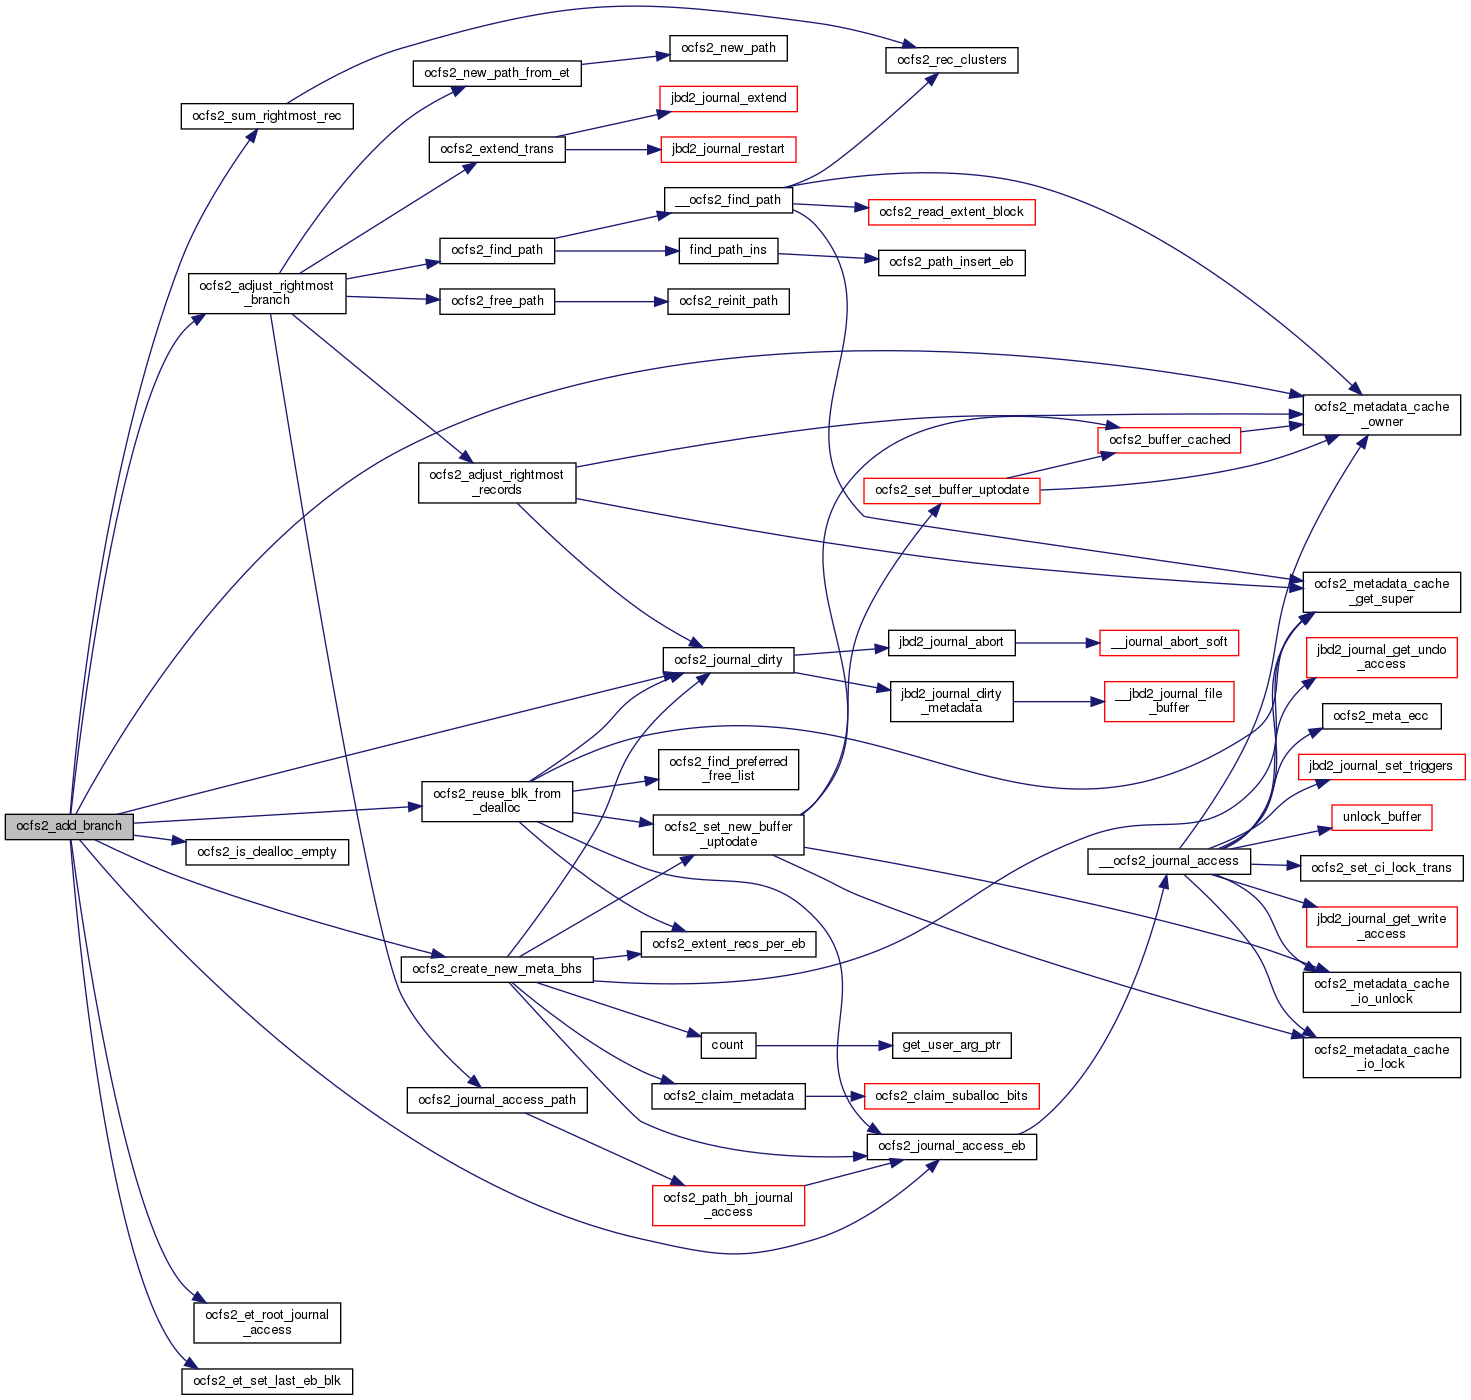 ocfs2_new_path
ocfs2_rec_clusters
ocfs2_new_path_from_et
jbd2_journal_extend
ocfs2_sum_rightmost_rec
ocfs2_extend_trans
jbd2_journal_restart
__ocfs2_find_path
ocfs2_read_extent_block
ocfs2_find_path
find_path_ins
ocfs2_path_insert_eb
ocfs2_adjust_rightmost
_branch
ocfs2_free_path
ocfs2_reinit_path
ocfs2_metadata_cache
_owner
ocfs2_buffer_cached
ocfs2_adjust_rightmost
_records
ocfs2_set_buffer_uptodate
ocfs2_metadata_cache
_get_super
jbd2_journal_abort
__journal_abort_soft
jbd2_journal_get_undo
_access
ocfs2_journal_dirty
jbd2_journal_dirty
_metadata
__jbd2_journal_file
_buffer
ocfs2_meta_ecc
ocfs2_find_preferred
_free_list
jbd2_journal_set_triggers
ocfs2_reuse_blk_from
_dealloc
unlock_buffer
ocfs2_add_branch
ocfs2_set_new_buffer
_uptodate
ocfs2_is_dealloc_empty
__ocfs2_journal_access
ocfs2_set_ci_lock_trans
jbd2_journal_get_write
_access
ocfs2_extent_recs_per_eb
ocfs2_create_new_meta_bhs
ocfs2_metadata_cache
_io_unlock
count
get_user_arg_ptr
ocfs2_metadata_cache
_io_lock
ocfs2_journal_access_path
ocfs2_claim_metadata
ocfs2_claim_suballoc_bits
ocfs2_journal_access_eb
ocfs2_path_bh_journal
_access
ocfs2_et_root_journal
_access
ocfs2_et_set_last_eb_blk